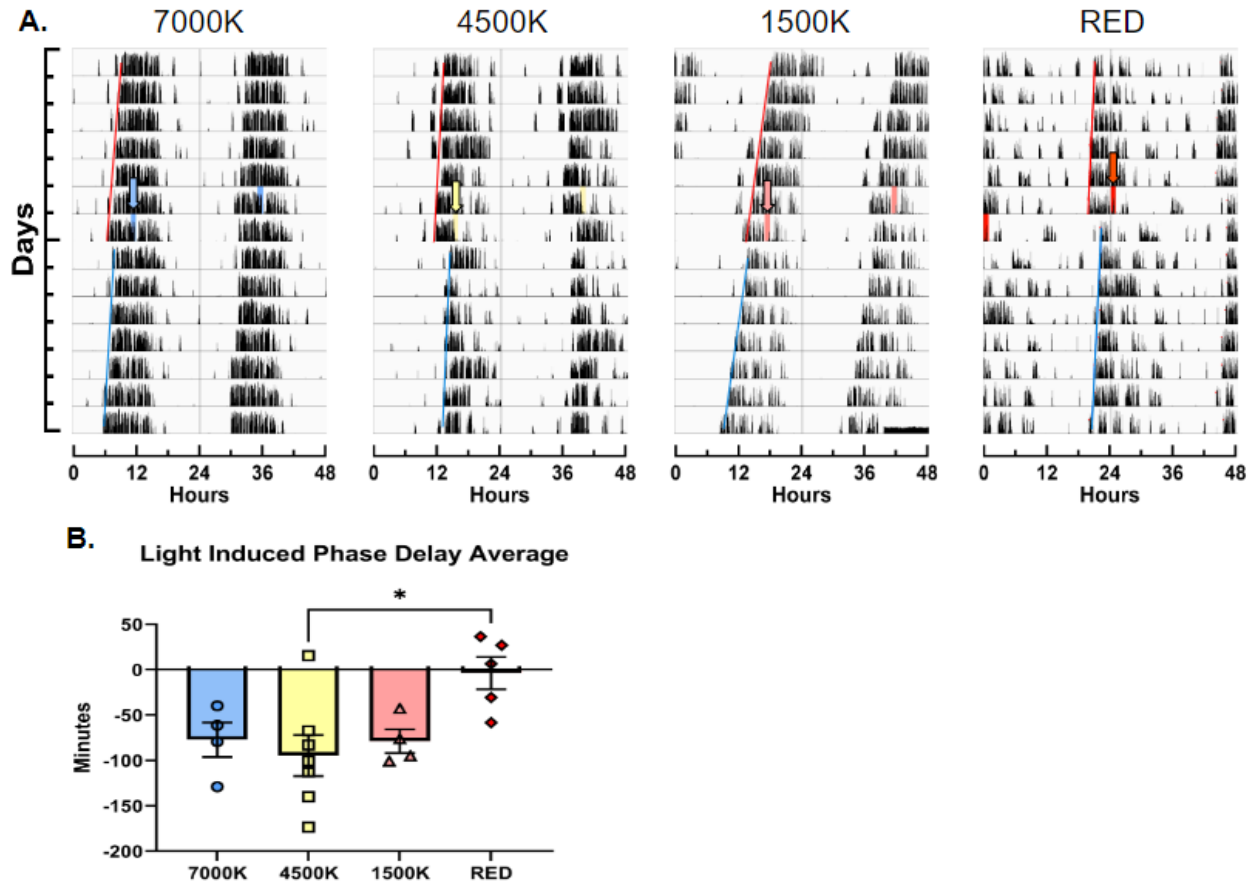 A.
7000K 4500K 1500K RED
Days
0 12 24 36 48 0 12 24 36 48 0 12 24 36 48 0 12 24 36 48
Hours Hours Hours Hours
B.
Light Induced Phase Delay Average
*
50
0
-50
-100
-150
-200
Minutes
7000K 4500K 1500K RED